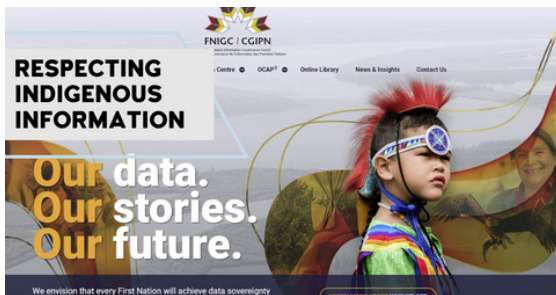 FNIGC | CGIPN
RESPECTING
INDIGENOUS
INFORMATION
Centre
OCAP®
Online Library
News & Insights
Contact Us
Our data.
Our stories.
Our future.
We envision that every First Nation will achieve data sovereignty